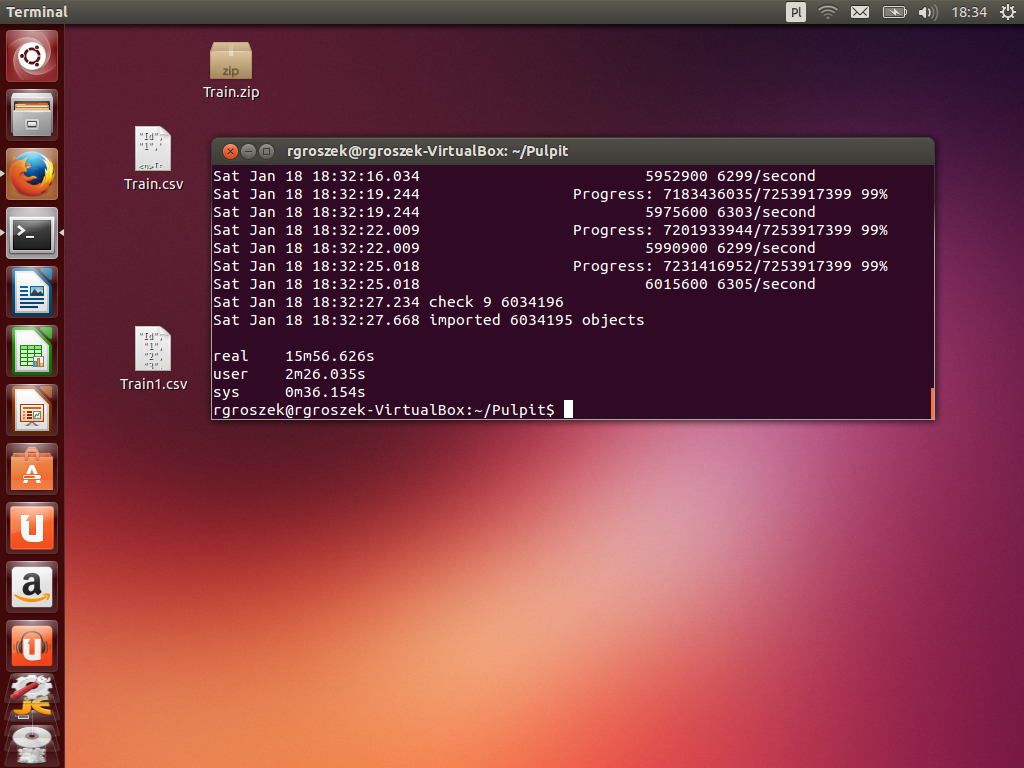 Terminal
Pl
18:34
zip
Train.zip
"Id",
"1","
Train.csv
rgroszek@rgroszek-VirtualBox: ~/Pulpit
Sat Jan 18 18:32:16.034                         5952900 6299/second
Sat Jan 18 18:32:19.244                 Progress: 7183436035/7253917399 99%
Sat Jan 18 18:32:19.244                         5975600 6303/second
Sat Jan 18 18:32:22.009                 Progress: 7201933944/7253917399 99%
Sat Jan 18 18:32:22.009                         5990900 6299/second
Sat Jan 18 18:32:25.018                 Progress: 7231416952/7253917399 99%
Sat Jan 18 18:32:25.018                         6015600 6305/second
Sat Jan 18 18:32:27.234 check 9 6034196
Sat Jan 18 18:32:27.668 imported 6034195 objects
real    15m56.626s
user    2m26.035s
sys     0m36.154s
rgroszek@rgroszek-VirtualBox:~/Pulpit$
"Id",
"1",
"2",
"3",
Train1.csv
>_
A
u
a
u